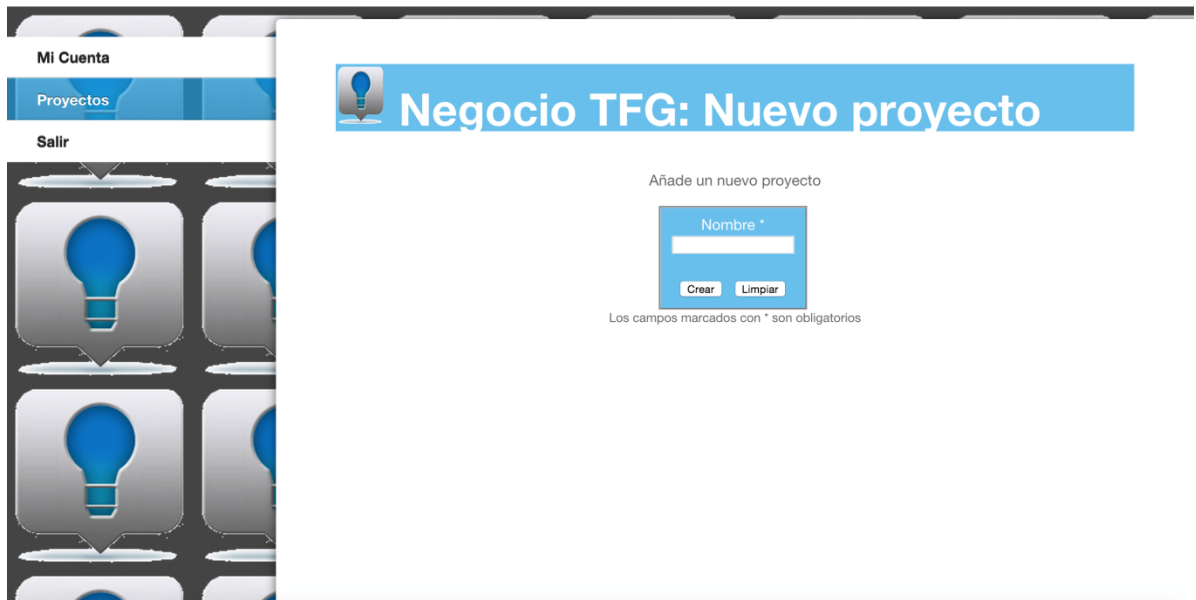 Mi Cuenta
Proyectos
Salir
Negocio TFG: Nuevo proyecto
Añade un nuevo proyecto
Nombre *
Crear Limpiar
Los campos marcados con * son obligatorios